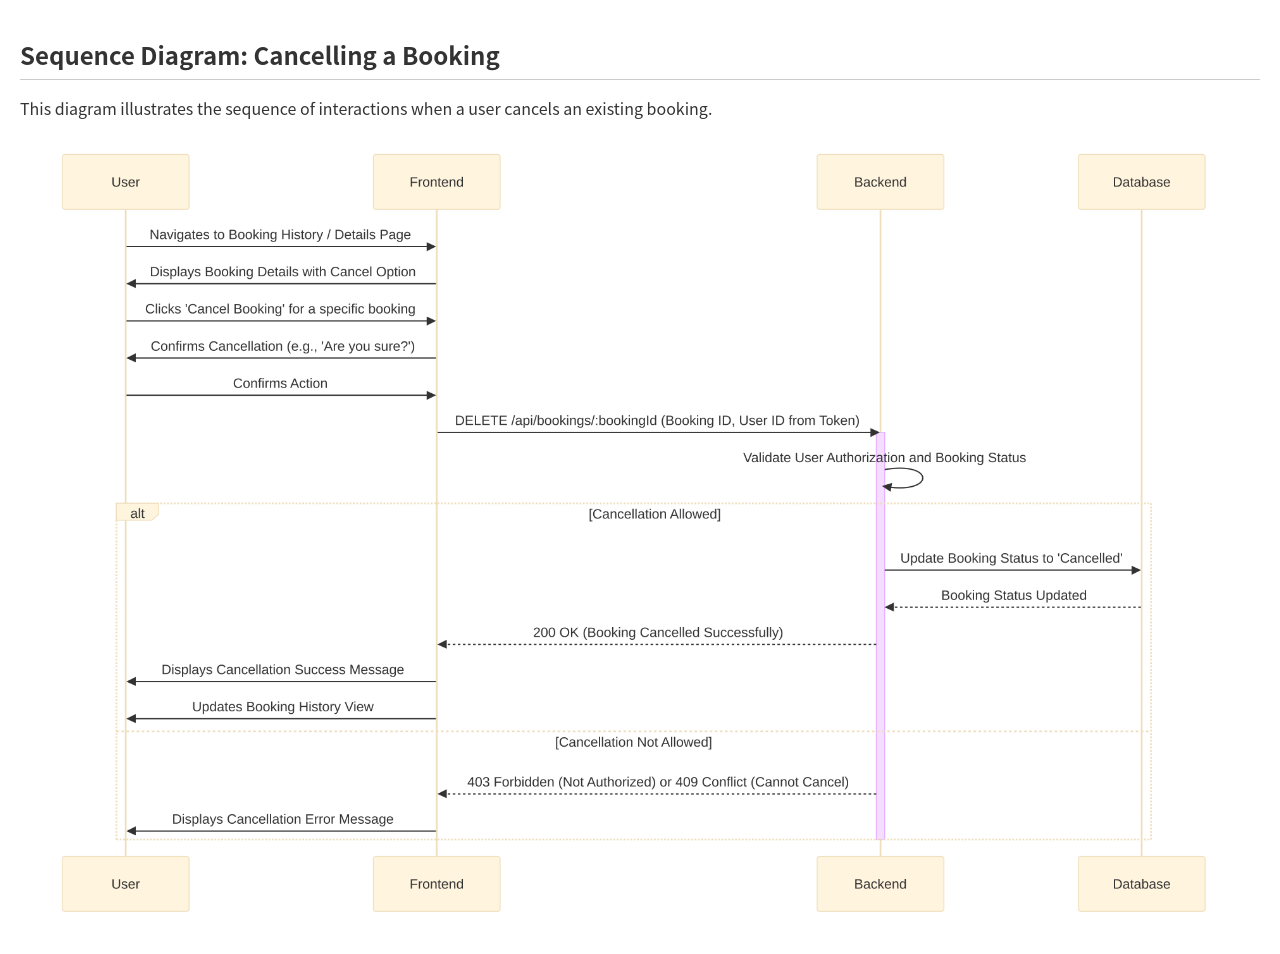 Sequence Diagram: Cancelling a Booking
This diagram illustrates the sequence of interactions when a user cancels an existing booking.
User
Frontend
Backend
Database
Navigates to Booking History / Details Page
Displays Booking Details with Cancel Option
Clicks 'Cancel Booking' for a specific booking
Confirms Cancellation (e.g., 'Are you sure?')
Confirms Action
DELETE /api/bookings/:bookingId (Booking ID, User ID from Token)
Validate User Authorization and Booking Status
alt
[Cancellation Allowed]
Update Booking Status to 'Cancelled'
Booking Status Updated
200 OK (Booking Cancelled Successfully)
Displays Cancellation Success Message
Updates Booking History View
[Cancellation Not Allowed]
403 Forbidden (Not Authorized) or 409 Conflict (Cannot Cancel)
Displays Cancellation Error Message
User
Frontend
Backend
Database